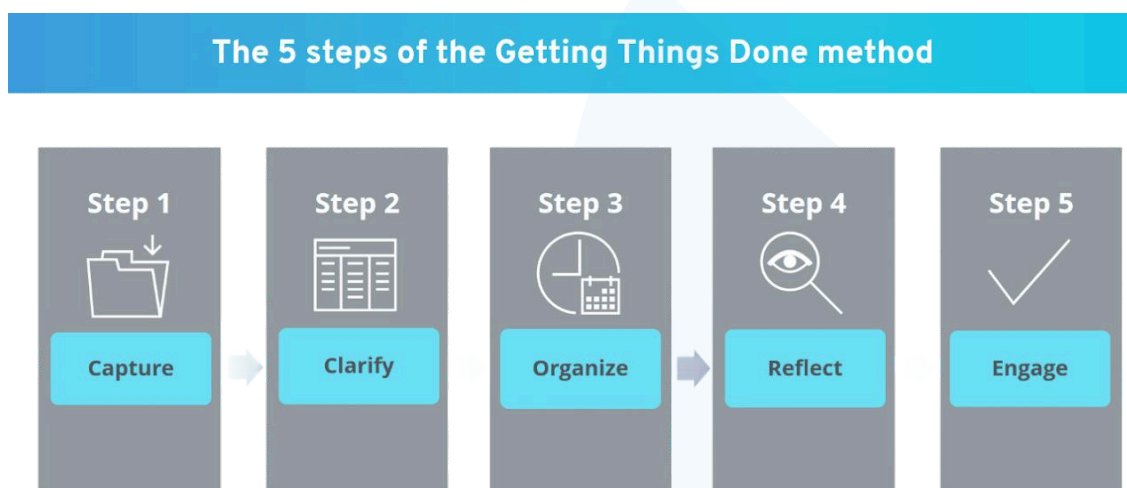 The 5 steps of the Getting Things Done method
Step 1
Capture
Step 2
Clarify
Step 3
Organize
Step 4
Reflect
Step 5
Engage